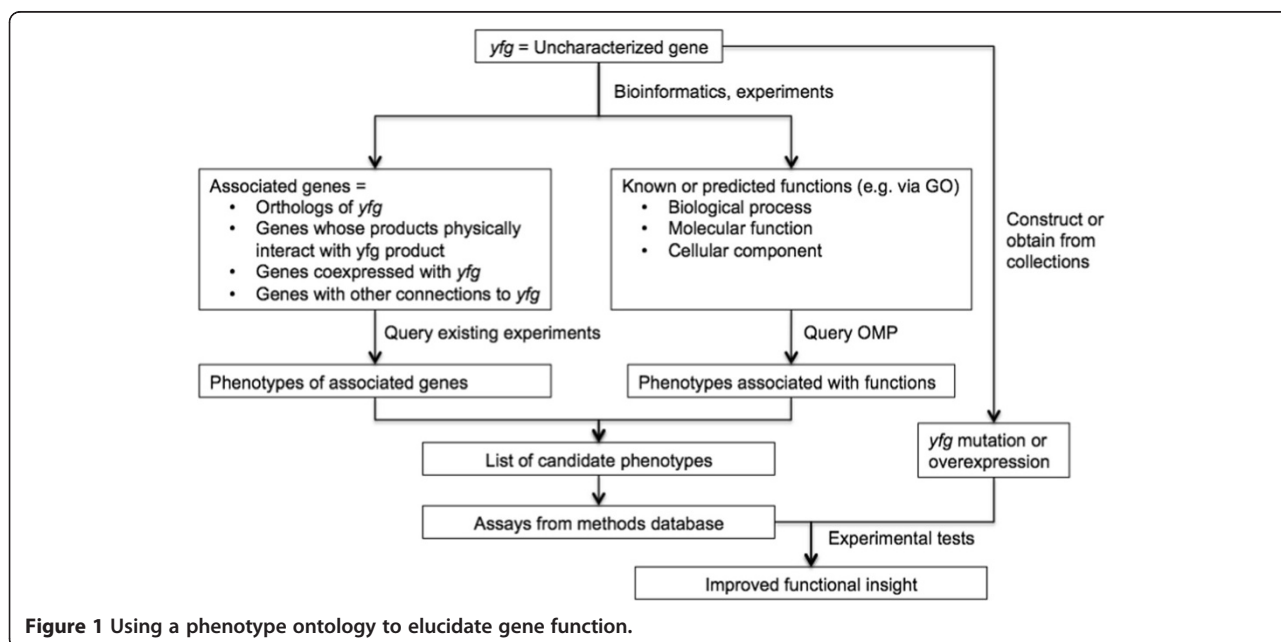 yfg = Uncharacterized gene
Bioinformatics, experiments
Associated genes =
• Orthologs of yfg
• Genes whose products physically
interact with yfg product
• Genes coexpressed with yfg
• Genes with other connections to yfg
Known or predicted functions (e.g. via GO)
• Biological process
• Molecular function
• Cellular component
Construct or
obtain from
collections
Query existing experiments
Query OMP
Phenotypes of associated genes
Phenotypes associated with functions
yfg mutation or
overexpression
List of candidate phenotypes
Assays from methods database
Experimental tests
Improved functional insight
Figure 1 Using a phenotype ontology to elucidate gene function.